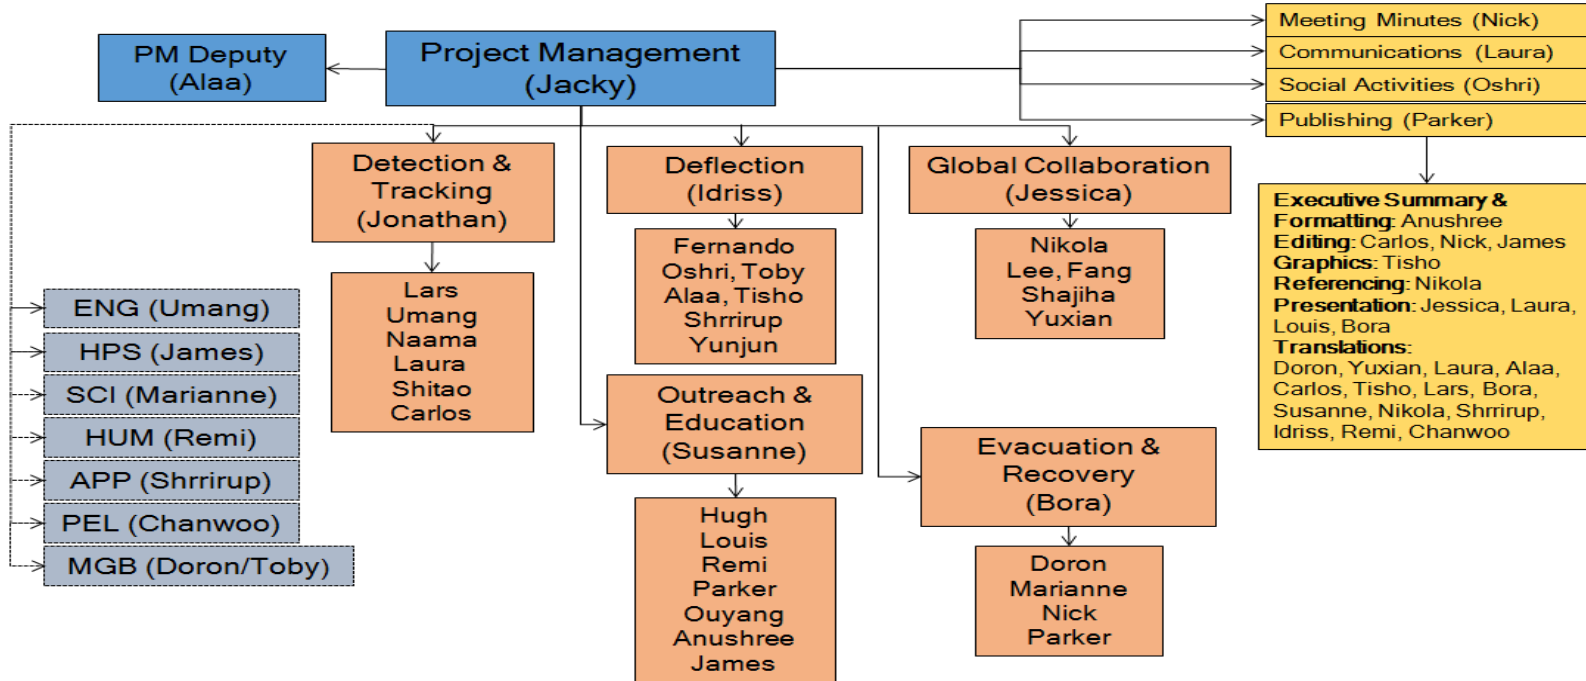 Project Management
(Jacky)
PM Deputy
(Alaa)
Meeting Minutes (Nick)
Communications (Laura)
Social Activities (Oshri)
Publishing (Parker)
Executive Summary &
Formatting: Anushree
Editing: Carlos, Nick, James
Graphics: Tisho
Referencing: Nikola
Presentation: Jessica, Laura,
Louis, Bora
Translations:
Doron, Yuxian, Laura, Alaa,
Carlos, Tisho, Lars, Bora,
Susanne, Nikola, Shrrirup,
Idriss, Remi, Chanwoo
Detection &
Tracking
(Jonathan)
Lars
Umang
Naama
Laura
Shitao
Carlos
Deflection
(Idriss)
Fernando
Oshri, Toby
Alaa, Tisho
Shrrirup
Yunjun
Global Collaboration
(Jessica)
Nikola
Lee, Fang
Shajiha
Yuxian
Outreach &
Education
(Susanne)
Hugh
Louis
Remi
Parker
Ouyang
Anushree
James
Evacuation &
Recovery
(Bora)
Doron
Marianne
Nick
Parker
ENG (Umang)
HPS (James)
SCI (Marianne)
HUM (Remi)
APP (Shrrirup)
PEL (Chanwoo)
MGB (Doron/Toby)